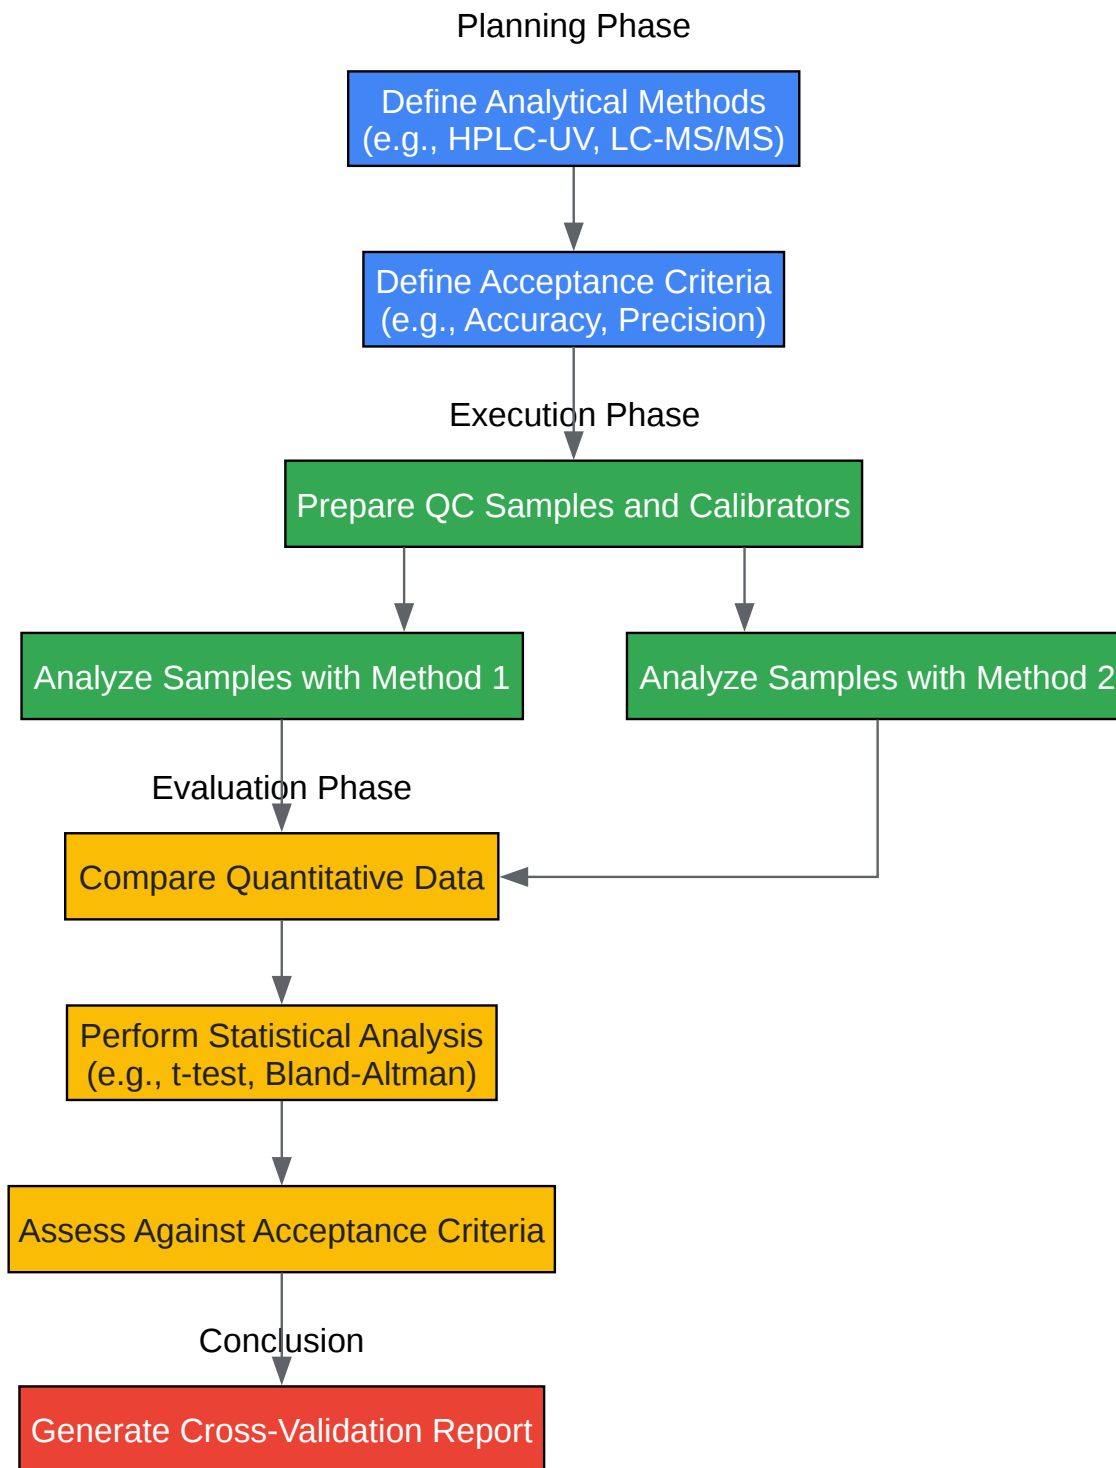 Planning Phase
Define Analytical Methods
(e.g., HPLC-UV, LC-MS/MS)
Define Acceptance Criteria
(e.g., Accuracy, Precision)
Execution Phase
Prepare QC Samples and Calibrators
Analyze Samples with Method 1
Analyze Samples with Method 2
Evaluation Phase
Compare Quantitative Data
Perform Statistical Analysis
(e.g., t-test, Bland-Altman)
Assess Against Acceptance Criteria
Conclusion
Generate Cross-Validation Report